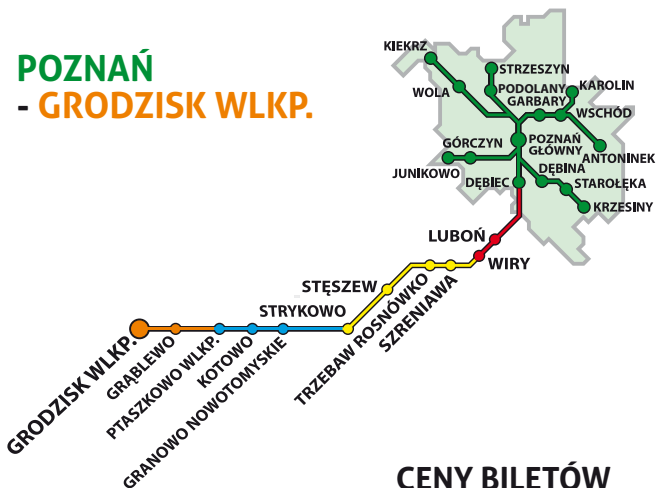 POZNAŃ
- GRODZISK WLKP.
KIEKRZ
STRZESZYN
WOLA
PODOLANY
KAROLIN
GARBARY
WSCHÓD
GÓRCZYN
POZNAŃ
GŁÓWNY
ANTONINEK
JUNIKOWO
DĘBINA
DĘBIEC
STAROŁĘKA
KRZESINY
LUBOŃ
WIRY
STĘSZEW
STRYKOWO
TRZEBAW ROSNÓWKO
SZRENIAWA
GRODZISK WLKP.
GRĄBLEWO
PTASZKOWO WLKP.
KOTOWO
GRANOWO NOWOTOMYSKIE
CENY BILETÓW